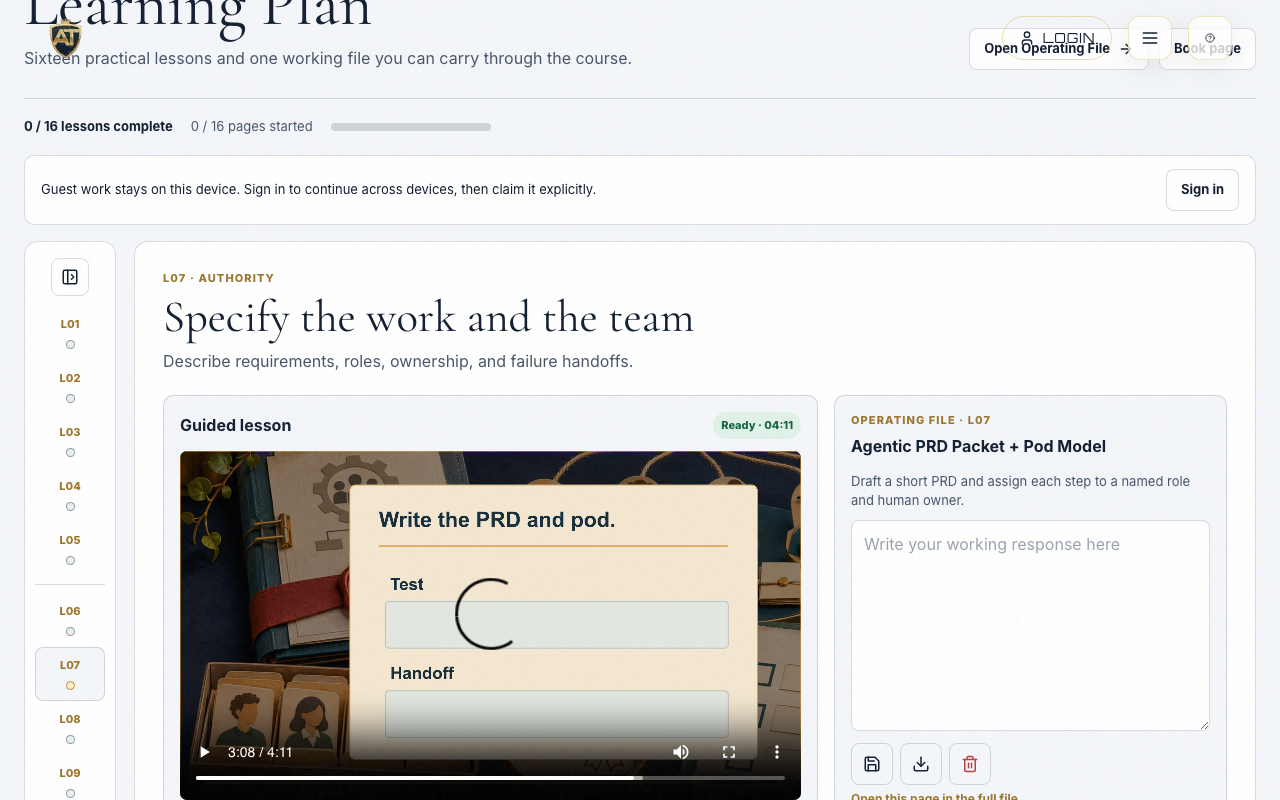 Learning Plan
AT
LOGIN
Sixteen practical lessons and one working file you can carry through the course.
Open Operating File
Book page
0 / 16 lessons complete
0 / 16 pages started
Guest work stays on this device. Sign in to continue across devices, then claim it explicitly.
Sign in
L01
L02
L03
L04
L05
L06
L07
L08
L09
L07 · AUTHORITY
Specify the work and the team
Describe requirements, roles, ownership, and failure handoffs.
Guided lesson
Ready · 04:11
Write the PRD and pod.
Test
Handoff
3:08 / 4:11
OPERATING FILE · L07
Agentic PRD Packet + Pod Model
Draft a short PRD and assign each step to a named role
and human owner.
Write your working response here
Open this page in the full file